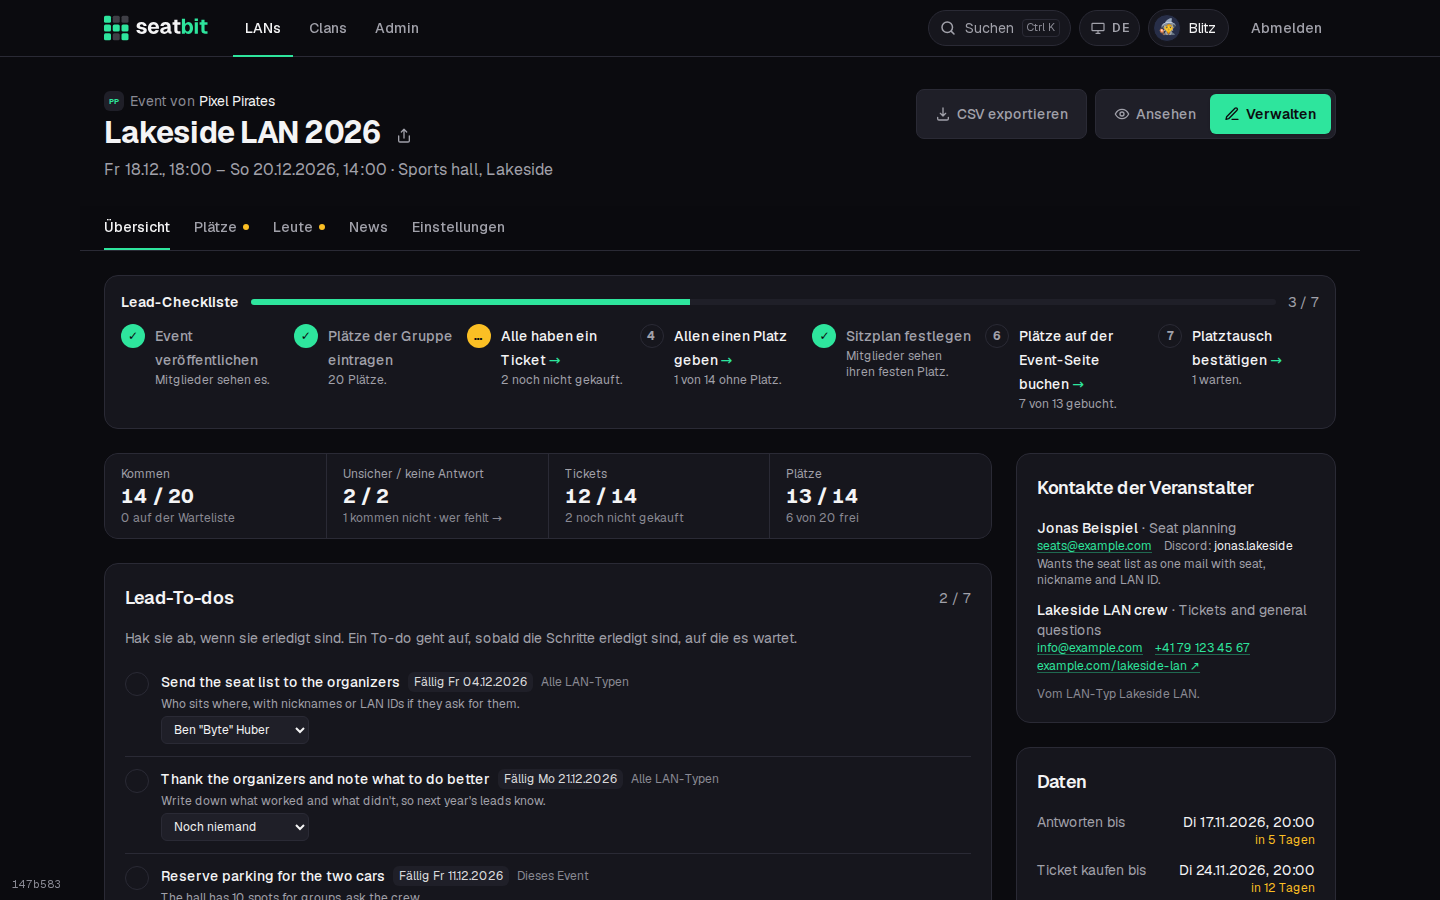 seatbit
LANs
Clans
Admin
Suchen
Ctrl K
DE
Blitz
Abmelden
PP
Event von Pixel Pirates
Lakeside LAN 2026
Fr 18.12., 18:00 – So 20.12.2026, 14:00 · Sports hall, Lakeside
CSV exportieren
Ansehen
Verwalten
Übersicht
Plätze
Leute
News
Einstellungen
Lead-Checkliste
3 / 7
✓
Event
veröffentlichen
Mitglieder sehen es.
✓
Plätze der Gruppe
eintragen
20 Plätze.
…
Alle haben ein
Ticket →
2 noch nicht gekauft.
4
Allen einen Platz
geben →
1 von 14 ohne Platz.
✓
Sitzplan festlegen
Mitglieder sehen
ihren festen Platz.
6
Plätze auf der
Event-Seite
buchen →
7 von 13 gebucht.
7
Platztausch
bestätigen →
1 warten.
Kommen
14 / 20
0 auf der Warteliste
Unsicher / keine Antwort
2 / 2
1 kommen nicht · wer fehlt →
Tickets
12 / 14
2 noch nicht gekauft
Plätze
13 / 14
6 von 20 frei
Lead-To-dos
2 / 7
Hak sie ab, wenn sie erledigt sind. Ein To-do geht auf, sobald die Schritte erledigt sind, auf die es wartet.
Send the seat list to the organizers Fällig Fr 04.12.2026 Alle LAN-Typen
Who sits where, with nicknames or LAN IDs if they ask for them.
Ben "Byte" Huber
Thank the organizers and note what to do better Fällig Mo 21.12.2026 Alle LAN-Typen
Write down what worked and what didn't, so next year's leads know.
Noch niemand
Reserve parking for the two cars Fällig Fr 11.12.2026 Dieses Event
The hall has 10 spots for groups, ask the crew.
Kontakte der Veranstalter
Jonas Beispiel · Seat planning
seats@example.com Discord: jonas.lakeside
Wants the seat list as one mail with seat,
nickname and LAN ID.
Lakeside LAN crew · Tickets and general
questions
info@example.com +41 79 123 45 67
example.com/lakeside-lan ↗
Vom LAN-Typ Lakeside LAN.
Daten
Antworten bis
Di 17.11.2026, 20:00
in 5 Tagen
Ticket kaufen bis
Di 24.11.2026, 20:00
in 12 Tagen
147b583